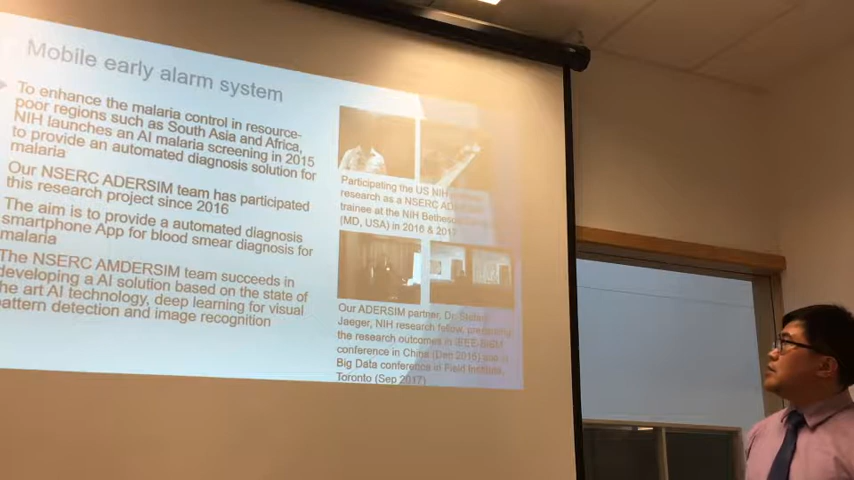 Mobile early alarm system
To enhance the malaria control in resource-
poor regions such as South Asia and Africa,
NIH launches an AI malaria screening in 2015
to provide an automated diagnosis solution for
malaria
Our NSERC ADERSIM team has participated
this research project since 2016
The aim is to provide a automated diagnosis
smartphone App for blood smear diagnosis for
malaria
The NSERC AMDERSIM team succeeds in
developing a AI solution based on the state of
the art AI technology, deep learning for visual
pattern detection and image recognition
Participating the US NIH
research as a NSERC
trainee at the NIH
(MD, USA) in 2016 &
Our ADERSIM partner, Dr.
Jaeger, NIH research fellow,
the research outcomes in
conference in China (Dec 2016)
Big Data conference in Field Institute,
Toronto (Sep 2017)